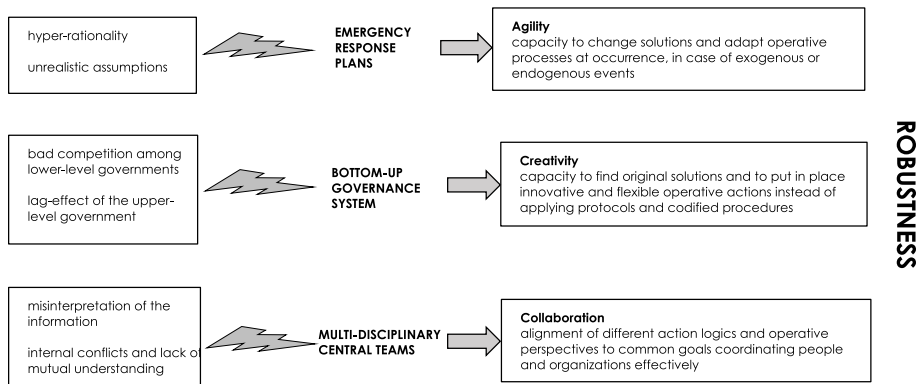 hyper-rationality
unrealistic assumptions
EMERGENCY
RESPONSE
PLANS
Agility
capacity to change solutions and adapt operative
processes at occurrence, in case of exogenous or
endogenous events
bad competition among
lower-level governments
lag-effect of the upper-
level government
BOTTOM-UP
GOVERNANCE
SYSTEM
Creativity
capacity to find original solutions and to put in place
innovative and flexible operative actions instead of
applying protocols and codified procedures
misinterpretation of the
information
internal conflicts and lack of
mutual understanding
MULTI-DISCIPLINARY
CENTRAL TEAMS
Collaboration
alignment of different action logics and operative
perspectives to common goals coordinating people
and organizations effectively
ROBUSTNESS